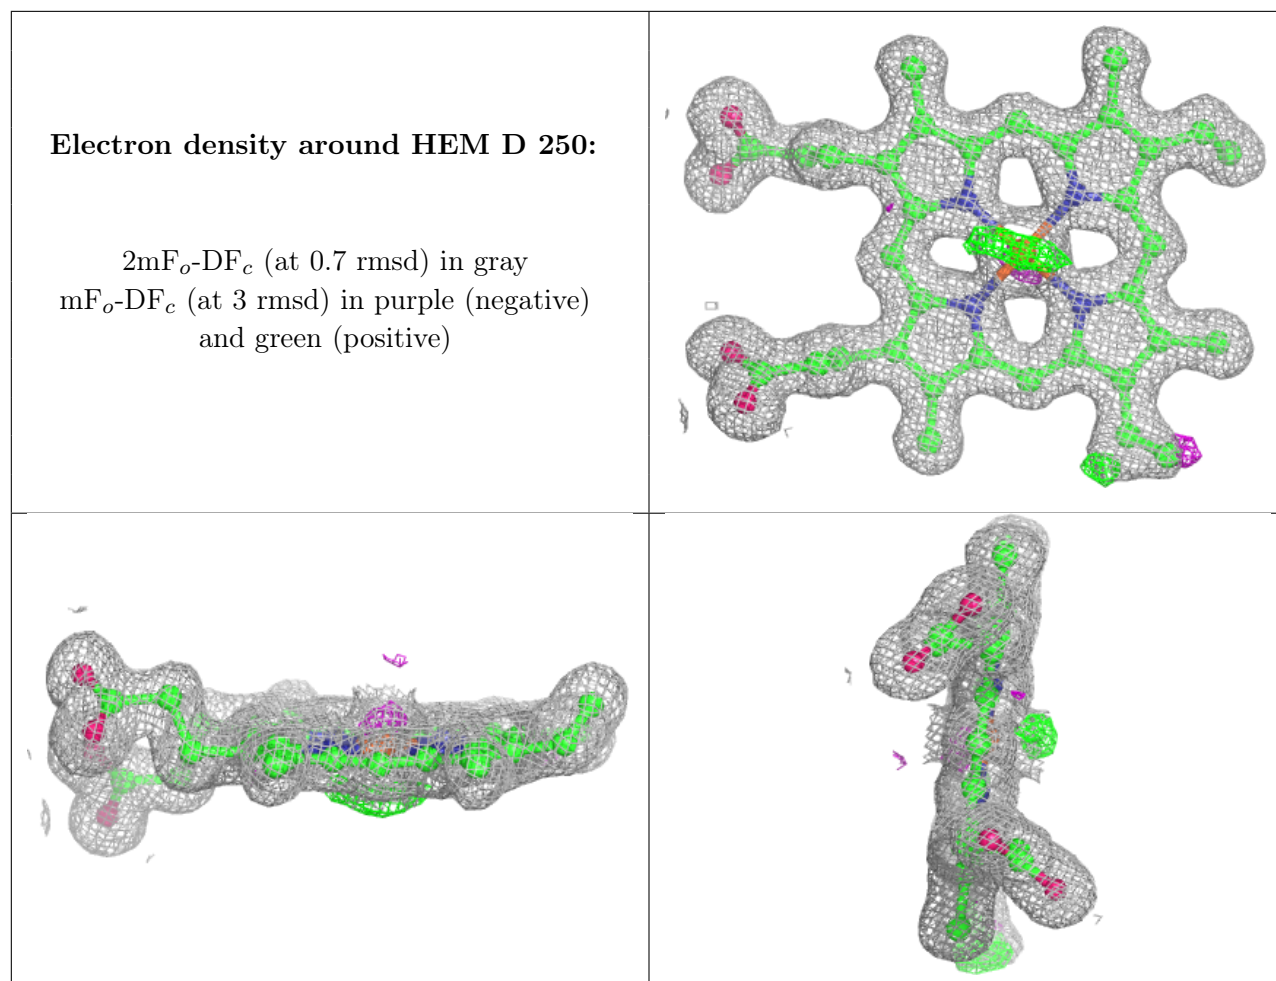 Electron density around HEM D 250:
2mFo-DFc (at 0.7 rmsd) in gray
mFo-DFc (at 3 rmsd) in purple (negative)
and green (positive)